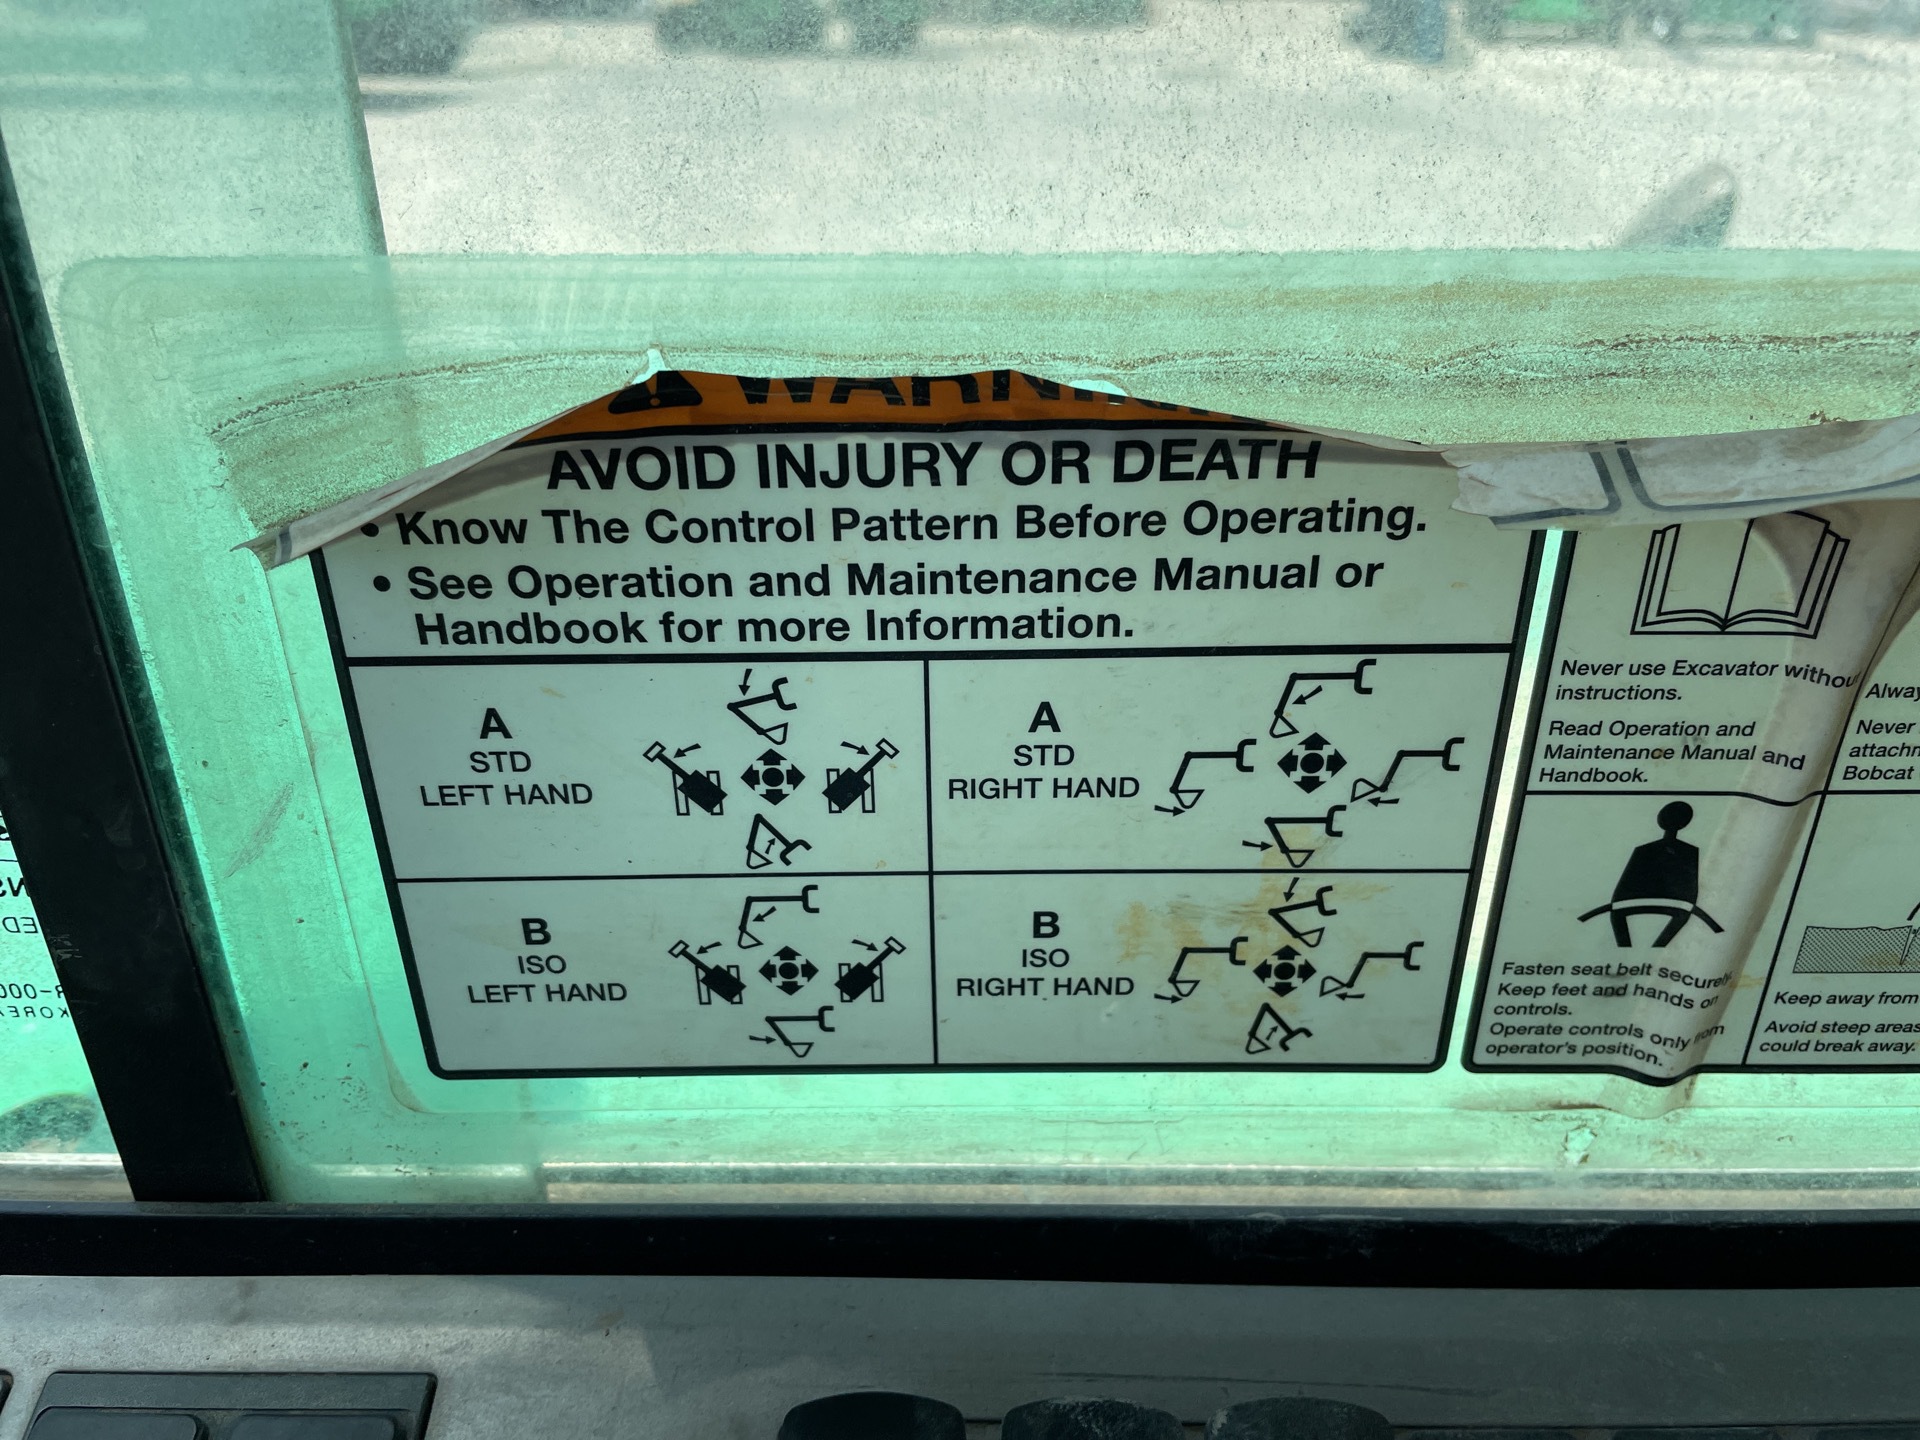 AVOID INJURY OR DEATH
• Know The Control Pattern Before Operating.
• See Operation and Maintenance Manual or
Handbook for more Information.
A
STD
LEFT HAND
A
STD
RIGHT HAND
B
ISO
LEFT HAND
B
ISO
RIGHT HAND
Never use Excavator
instructions.
Read Operation and
Maintenance Manual and
Handbook.
Fasten seat belt
Keep feet and hands on
controls.
Operate controls only
operator's position.
Never
Bobcat
Keep away from
Avoid steep areas
could break away.